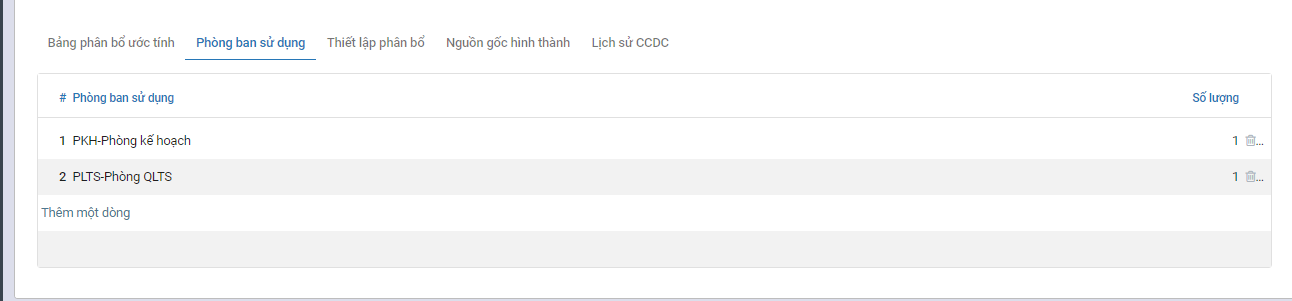 Bảng phân bổ ước tính Phòng ban sử dụng Thiết lập phân bổ Nguồn gốc hình thành Lịch sử CCDC
# Phòng ban sử dụng Số lượng
1 PKH-Phòng kế hoạch 1 ...
2 PLTS-Phòng QLTS 1 ...
Thêm một dòng